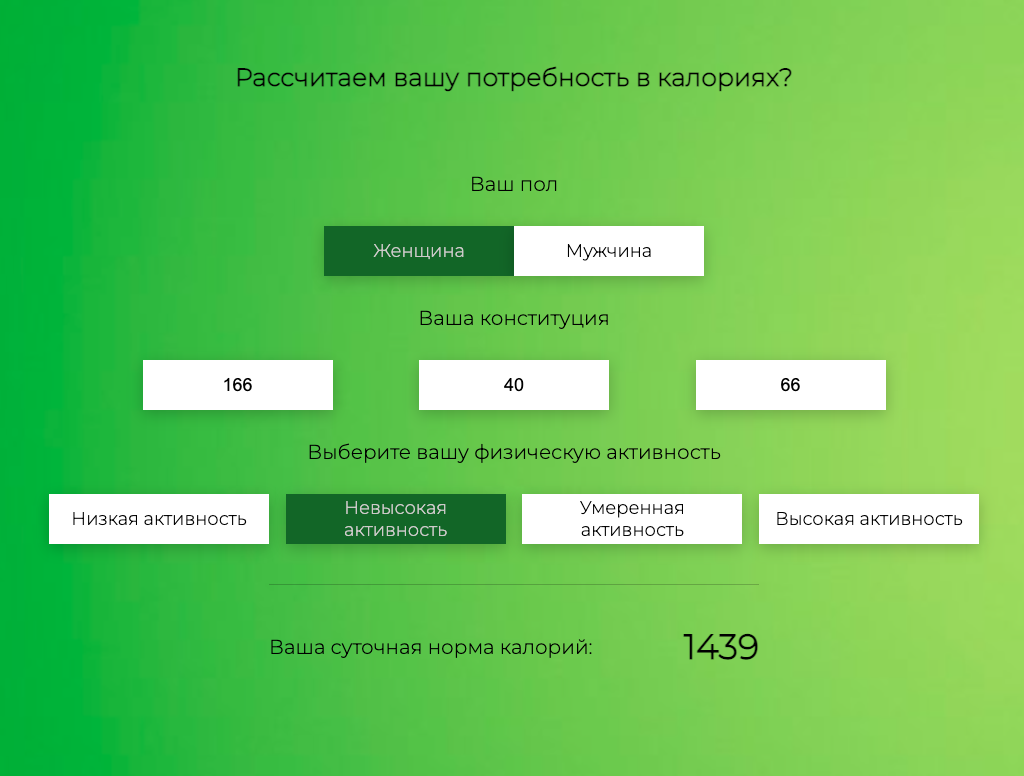 Рассчитаем вашу потребность в калориях?
Ваш пол
Женщина
Мужчина
Ваша конституция
166
40
66
Выберите вашу физическую активность
Низкая активность
Невысокая
активность
Умеренная
активность
Высокая активность
Ваша суточная норма калорий:
1439